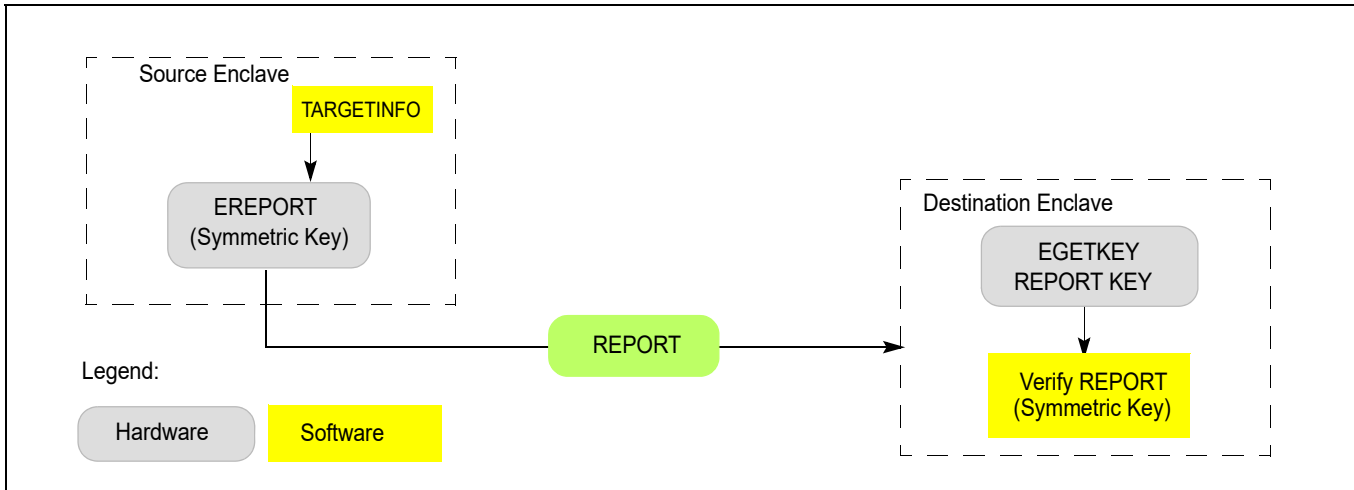 Source Enclave
TARGETINFO
EREPORT
(Symmetric Key)
Destination Enclave
EGETKEY
REPORT KEY
REPORT
Verify REPORT
(Symmetric Key)
Legend:
Hardware
Software